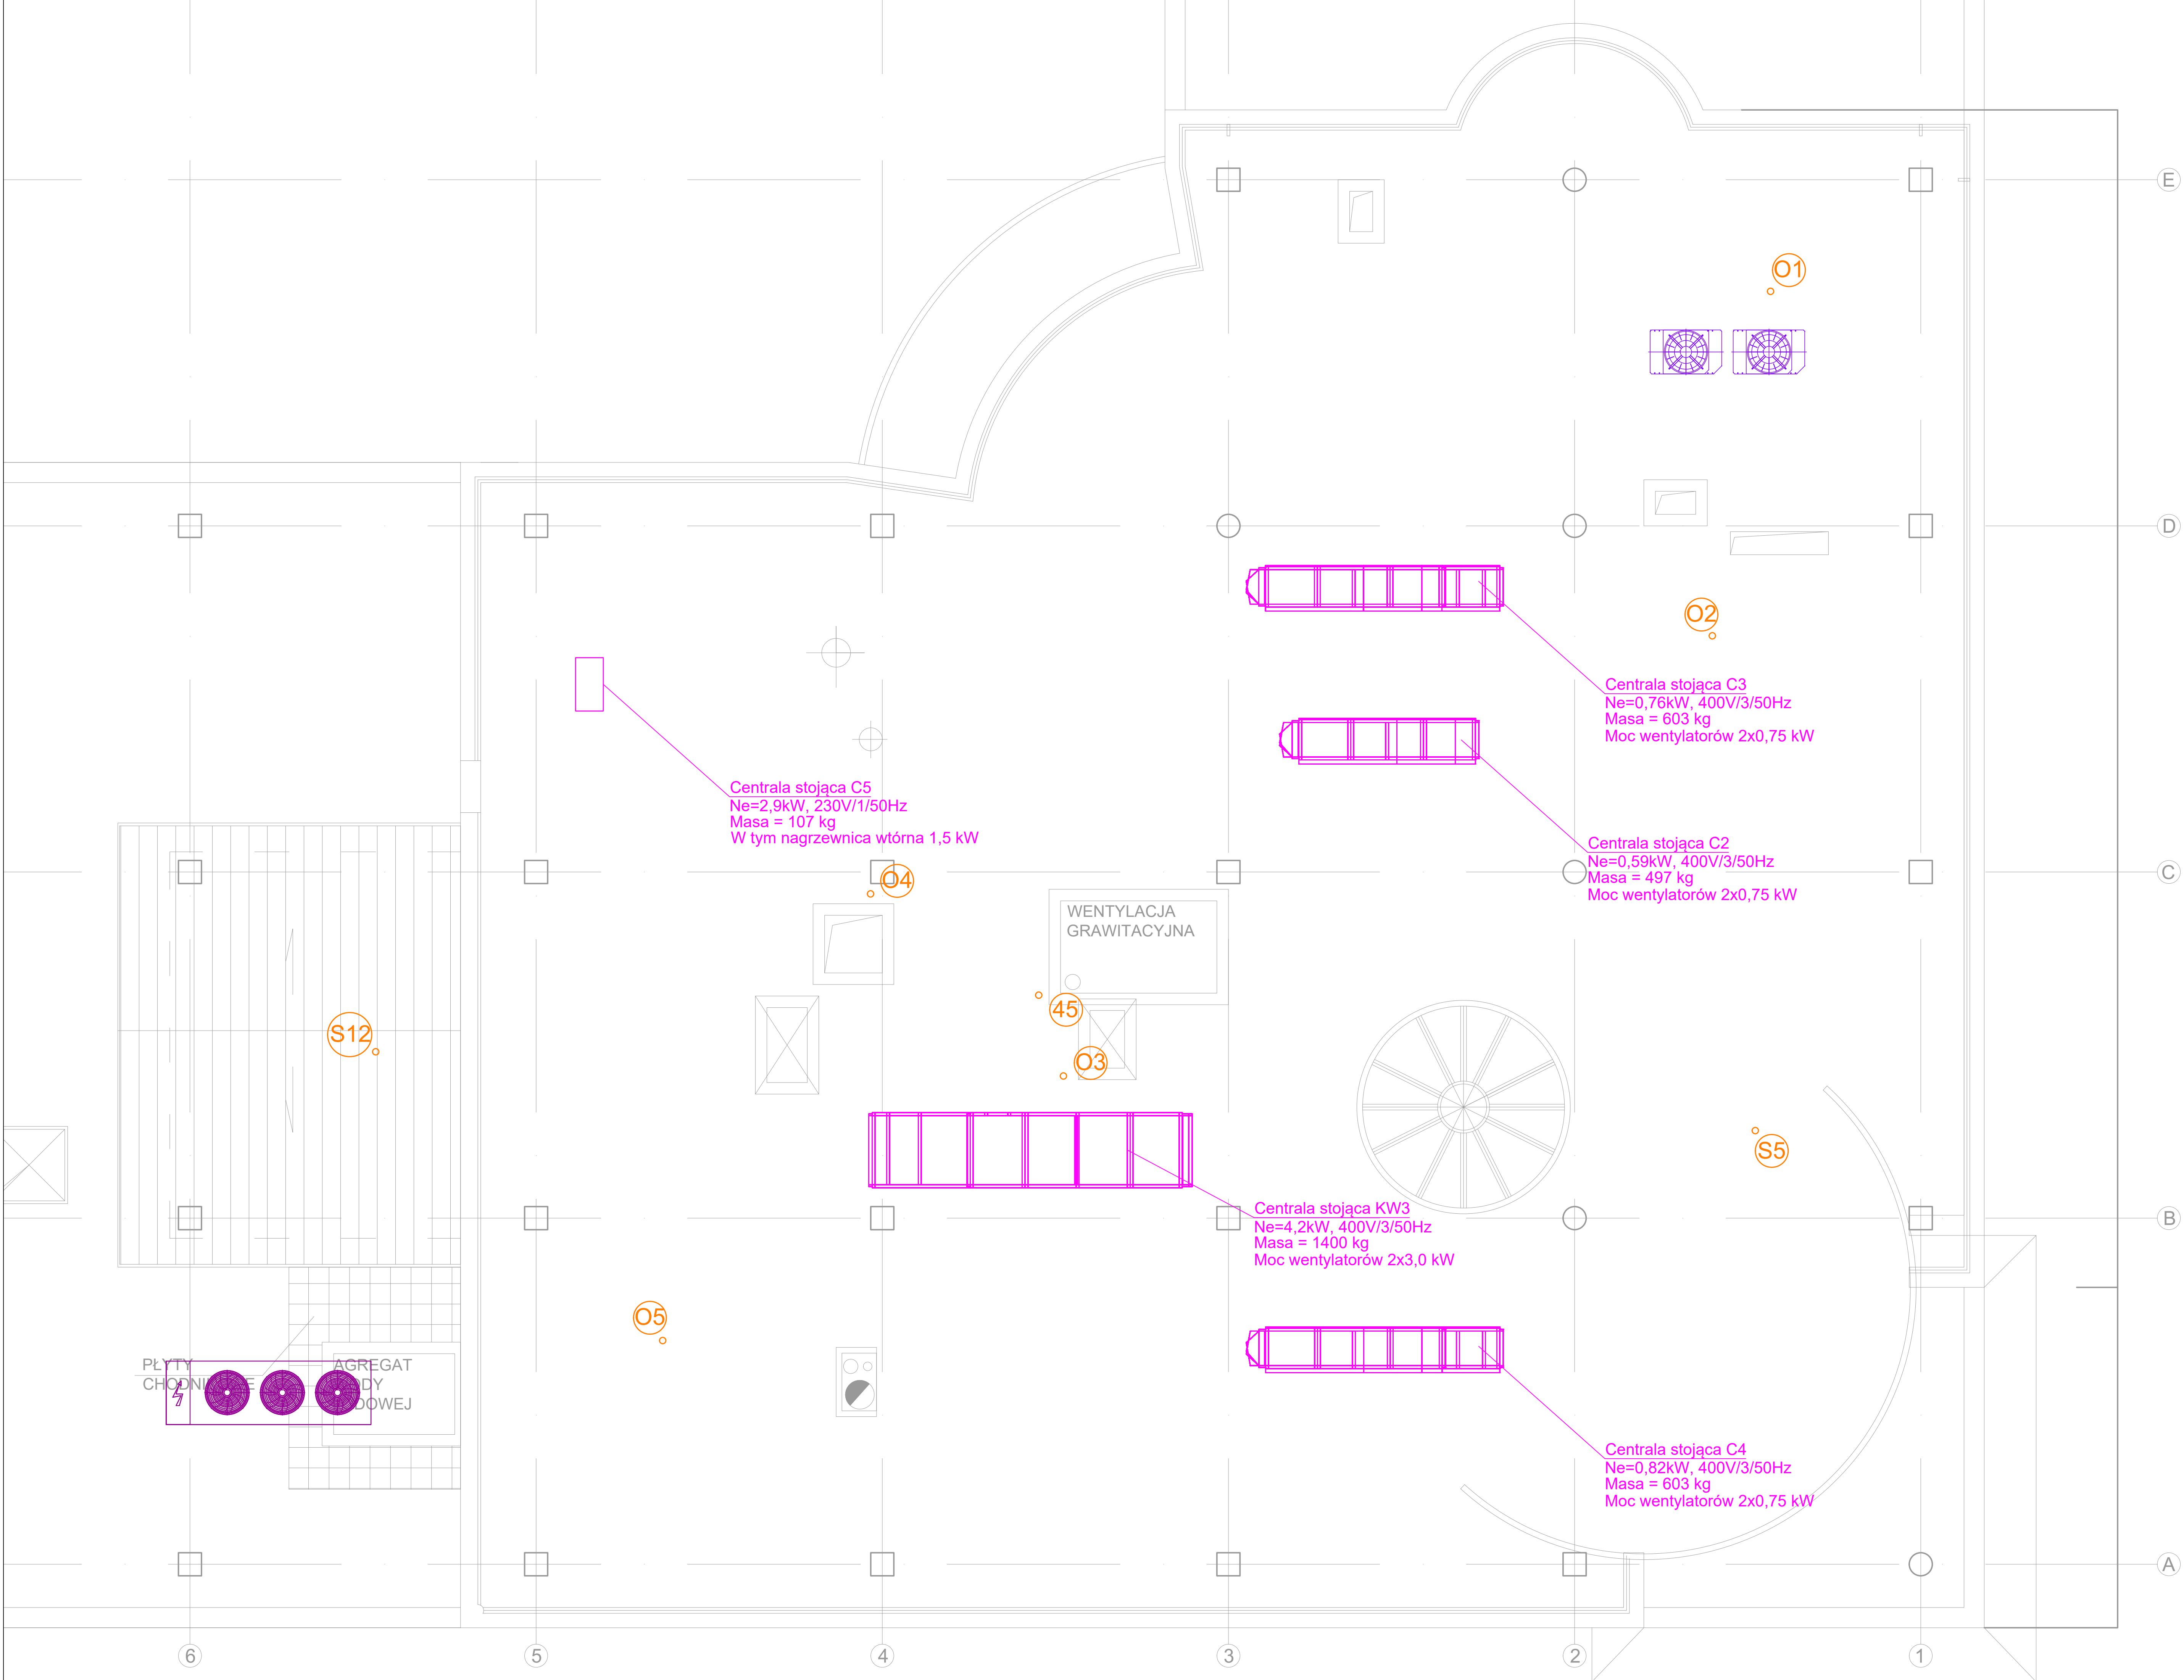 E
O1
D
O2
Centrala stojąca C3
Ne=0,76kW, 400V/3/50Hz
Masa = 603 kg
Moc wentylatorów 2x0,75 kW
Centrala stojąca C5
Ne=2,9kW, 230V/1/50Hz
Masa = 107 kg
W tym nagrzewnica wtórna 1,5 kW
Centrala stojąca C2
Ne=0,59kW, 400V/3/50Hz
Masa = 497 kg
Moc wentylatorów 2x0,75 kW
C
O4
WENTYLACJA
GRAWITACYJNA
45
S12
O3
S5
Centrala stojąca KW3
Ne=4,2kW, 400V/3/50Hz
Masa = 1400 kg
Moc wentylatorów 2x3,0 kW
B
O5
PŁYTY
AGREGAT
Centrala stojąca C4
Ne=0,82kW, 400V/3/50Hz
Masa = 603 kg
Moc wentylatorów 2x0,75 kW
A
6
5
4
3
2
1